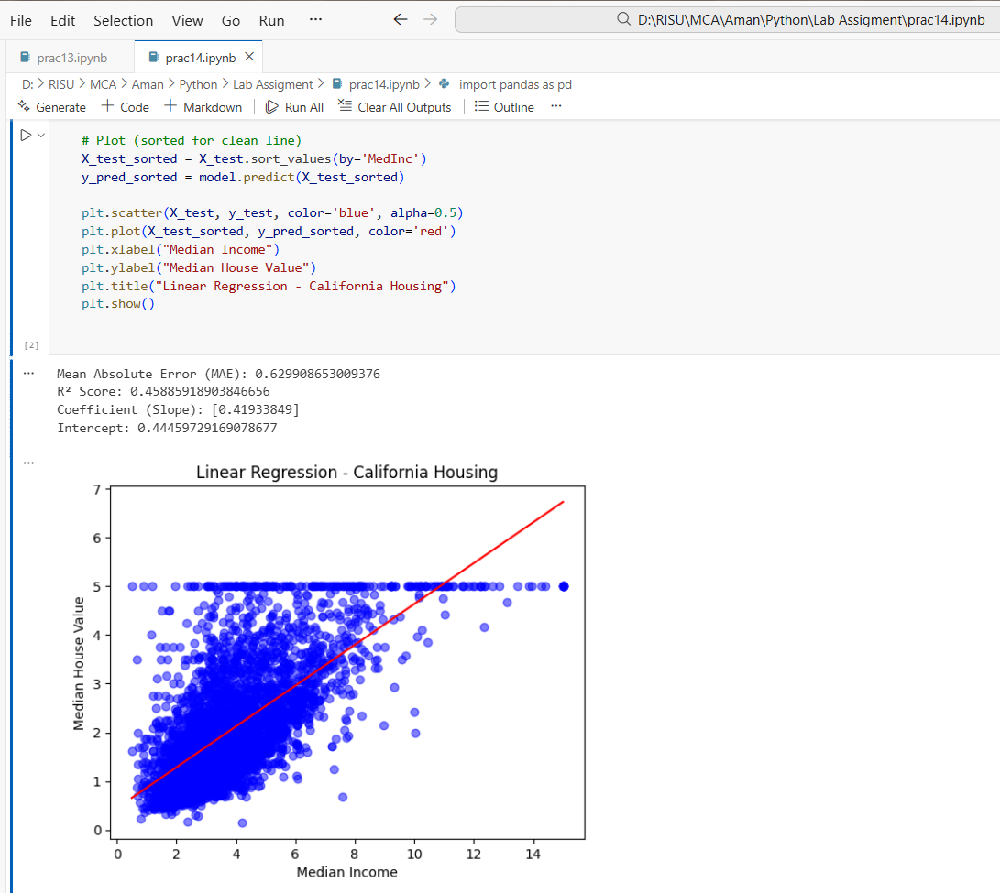 File Edit Selection View Go Run ··· D:\RISU\MCA\Aman\Python\Lab Assigment\prac14.ipynb
prac13.ipynb prac14.ipynb
D: > RISU > MCA > Aman > Python > Lab Assigment > prac14.ipynb > import pandas as pd
Generate + Code + Markdown Run All Clear All Outputs Outline ···
# Plot (sorted for clean line)
X_test_sorted = X_test.sort_values(by='MedInc')
y_pred_sorted = model.predict(X_test_sorted)
plt.scatter(X_test, y_test, color='blue', alpha=0.5)
plt.plot(X_test_sorted, y_pred_sorted, color='red')
plt.xlabel("Median Income")
plt.ylabel("Median House Value")
plt.title("Linear Regression - California Housing")
plt.show()
[2]
··· Mean Absolute Error (MAE): 0.629908653009376
R² Score: 0.45885918903846656
Coefficient (Slope): [0.41933849]
Intercept: 0.44459729169078677
···
Linear Regression - California Housing
7
6
5
4
3
2
1
0
Median House Value
0 2 4 6 8 10 12 14
Median Income